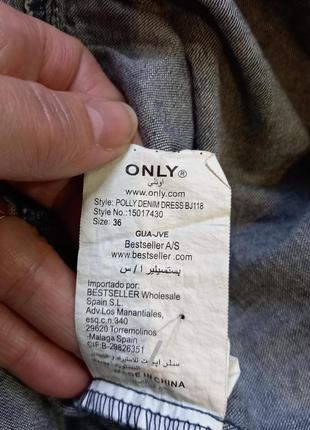 ONLY®
اونلي
www.only.com
Style: POLLY DENIM DRESS BJ118
Style No.:15017430
Size: 36
GUA-JVE
Bestseller A/S
www.bestseller.com
بستسيلير ا / س
Importado por:
BESTSELLER Wholesale
Spain S.L.
Adv.Los Manantiales,
esq.c.n.340
29620 Torremolinos
-Malaga Spain
CIF B-29826351
MADE IN CHINA